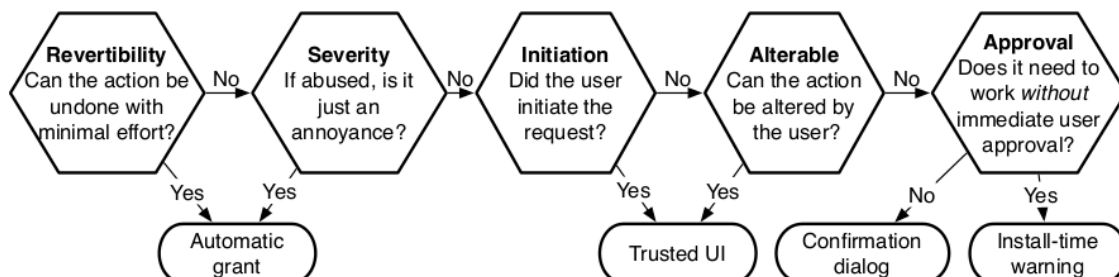 Revertibility
Can the action be
undone with
minimal effort?
No
Severity
If abused, is it
just an
annoyance?
No
Initiation
Did the user
initiate the
request?
No
Alterable
Can the action
be altered by
the user?
No
Approval
Does it need to
work without
immediate user
approval?
Yes
Yes
Yes
Yes
No
Yes
Automatic
grant
Trusted UI
Confirmation
dialog
Install-time
warning